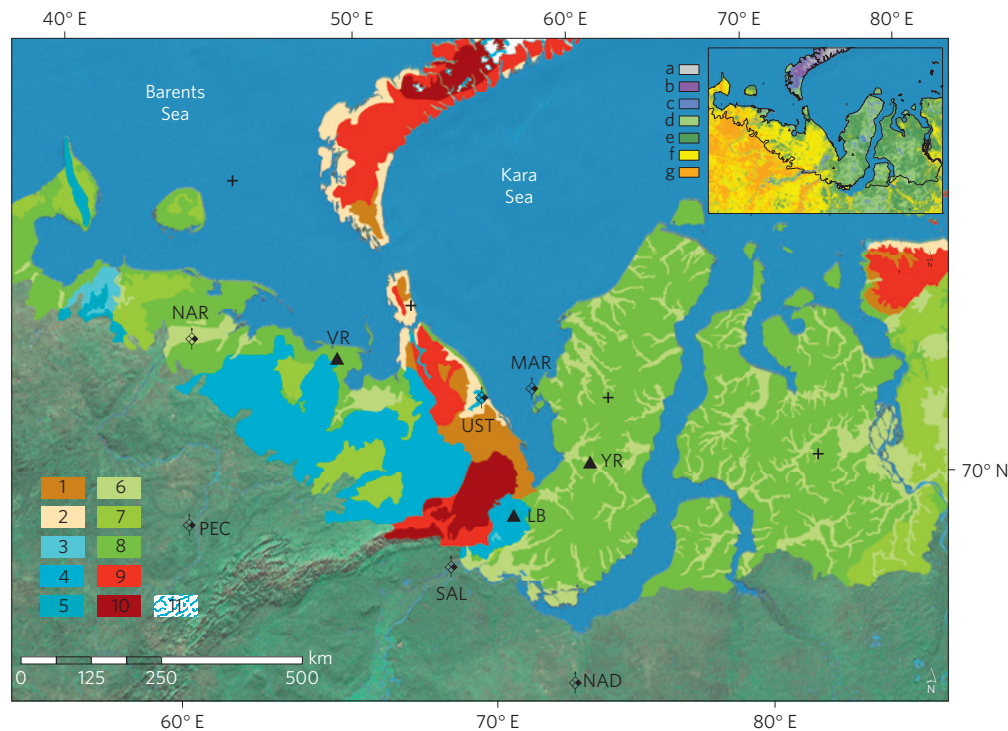 40° E 50° E 60° E 70° E 80° E
Barents
Sea
Kara
Sea
a
b
c
d
e
f
g
NAR
VR
MAR
UST
YR
LB
PEC
SAL
NAD
70° N
1 6
2 7
3 8
4 9
5 10 11
km
0 125 250 500
N
60° E 70° E 80° E